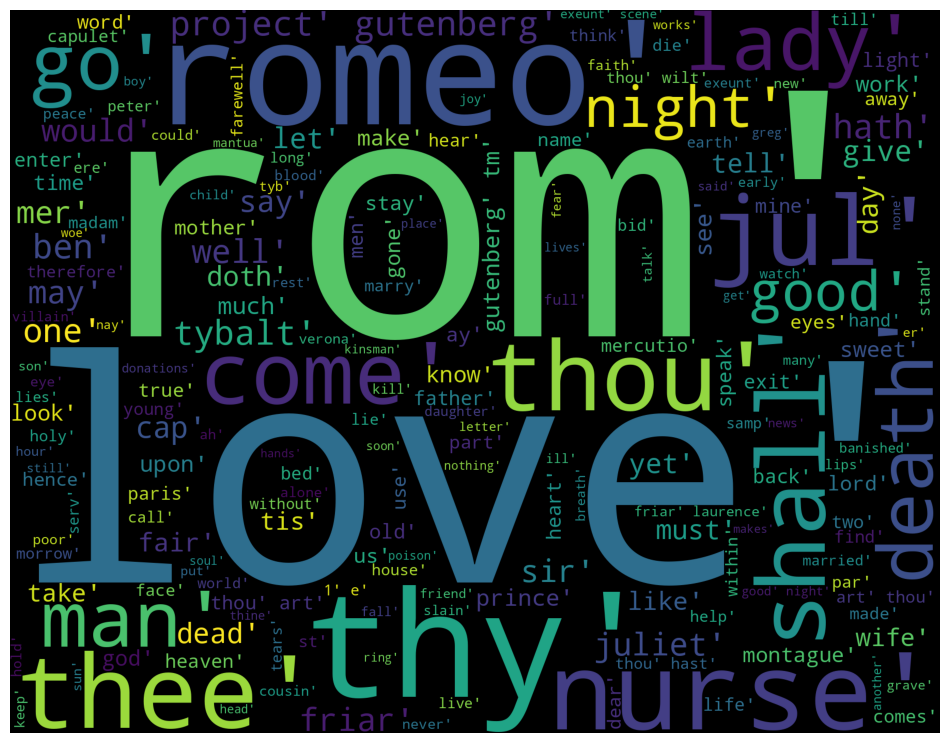 word'
project' gutenberg'
exeunt' scene'
works'
till'
capulet'
go'
romeo'
think'
die'
lady'
light'
boy'
peter'
peace'
farewell'
joy'
faith'
thou' wilt'
exeunt'
new'
work'
away'
night'
would'
could'
mantua'
let'
make'
hear'
tm'
name'
earth'
greg'
hath'
give'
enter'
ere'
time'
long'
blood'
tyb'
child'
say'
rom'
stay'
fear'
tell'
said'
early'
mer'
madam'
woe'
mother'
men'
place'
gone'
gutenberg'
lives'
bid'
talk'
see'
mine'
jul'
day'
none'
ben'
well'
doth'
rest'
marry'
full'
watch'
get'
good'
stand'
therefore'
may'
much'
villain'
one'
nay'
tybalt'
verona'
kinsman'
ay'
mercutio'
eyes'
hand'
er'
son'
eye'
lies'
donations'
come'
thou'
know'
speak'
exit'
many'
sweet'
true'
young'
kill'
father'
daughter'
look'
holy'
ah'
cap'
lie'
soon'
letter'
part'
samp'
news'
hour'
still'
hence'
upon'
hands'
love'
nothing'
ill'
heart'
breath'
yet'
back'
shall'
banished'
lips'
lord'
death'
serv'
paris'
call'
bed'
without'
alone'
use'
tis'
friar' laurence'
must'
makes'
two'
find'
poor'
morrow'
fair'
old'
us'
poison'
house'
sir'
within'
married'
soul'
put'
take'
face'
world'
thou' art'
thine'
1' e'
fall'
friend'
slain'
prince'
like'
help'
good' night'
par'
art' thou'
made'
man'
dead'
tears'
st'
thy'
juliet'
wife'
hold'
god'
heaven'
ring'
thou' hast'
montague'
another'
sun'
thee'
cousin'
live'
nurse'
dear'
life'
grave'
keep'
head'
friar'
never'
comes'